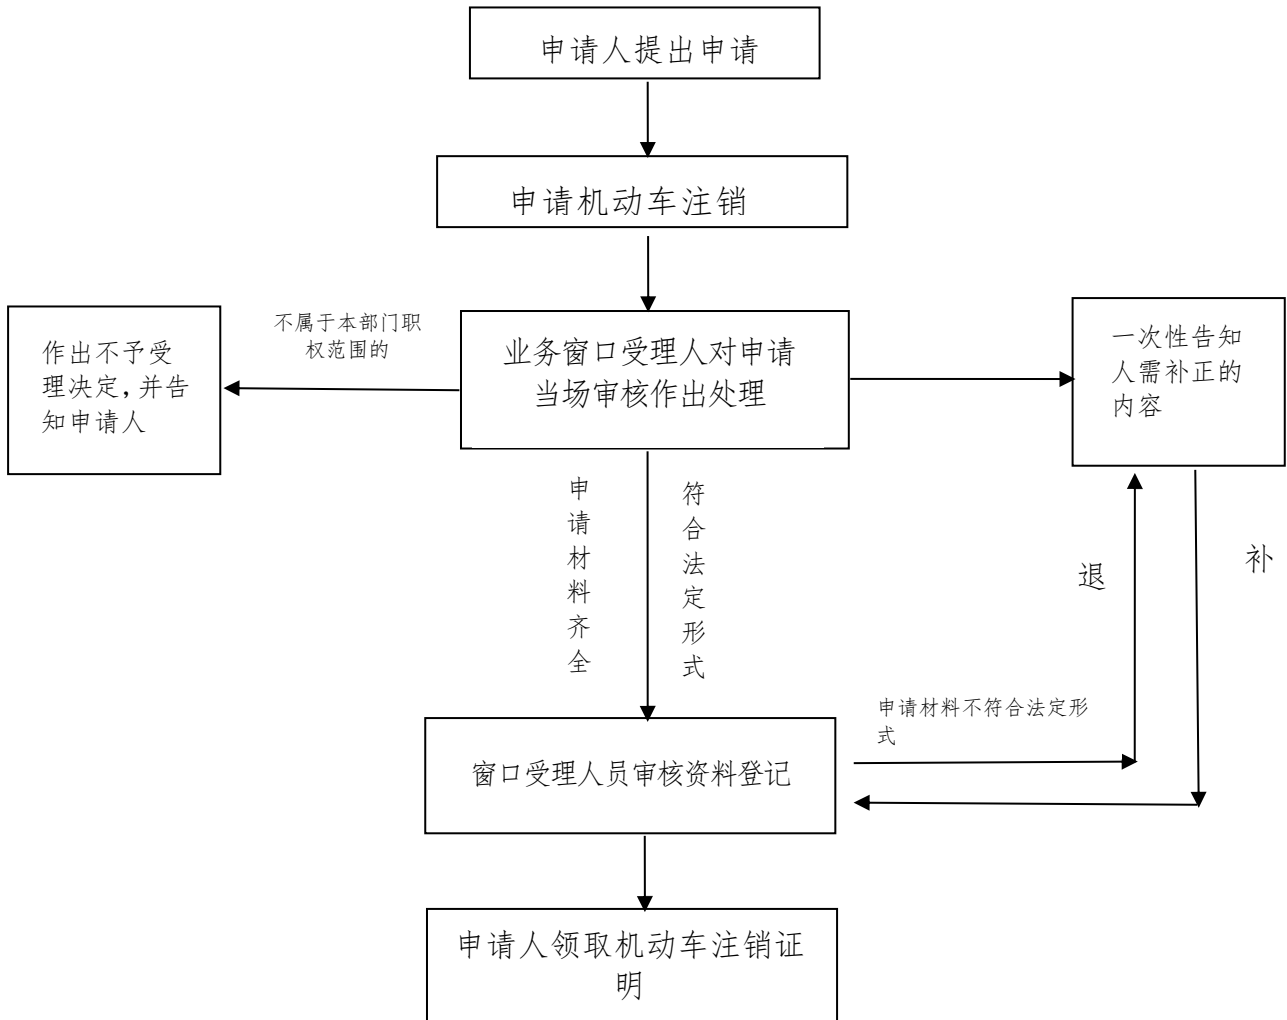 申请人提出申请
申请机动车注销
不属于本部门职
权范围的
作出不予受
理决定,并告
知申请人
业务窗口受理人对申请
当场审核作出处理
一次性告知
人需补正的
内容
申请材料齐全
符合法定形式
退
补
申请材料不符合法定形
式
窗口受理人员审核资料登记
申请人领取机动车注销证
明